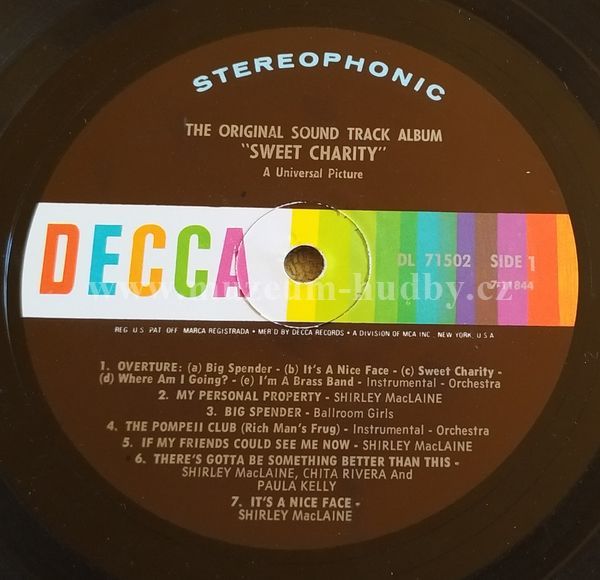 STEREOPHONIC
THE ORIGINAL SOUND TRACK ALBUM
"SWEET CHARITY"
A Universal Picture
DECCA
DL 71502 SIDE 1
7-11844
www.muzeum-hudby.cz
REG. U.S. PAT. OFF. MARCA REGISTRADA • MER'D BY DECCA RECORDS • A DIVISION OF MCA INC., NEW YORK, U.S.A
1. OVERTURE: (a) Big Spender - (b) It's A Nice Face - (c) Sweet Charity -
(d) Where Am I Going? - (e) I'm A Brass Band - Instrumental - Orchestra
2. MY PERSONAL PROPERTY - SHIRLEY MacLAINE
3. BIG SPENDER - Ballroom Girls
4. THE POMPEII CLUB (Rich Man's Frug) - Instrumental - Orchestra
5. IF MY FRIENDS COULD SEE ME NOW - SHIRLEY MacLAINE
6. THERE'S GOTTA BE SOMETHING BETTER THAN THIS -
SHIRLEY MacLAINE, CHITA RIVERA And
PAULA KELLY
7. IT'S A NICE FACE -
SHIRLEY MacLAINE